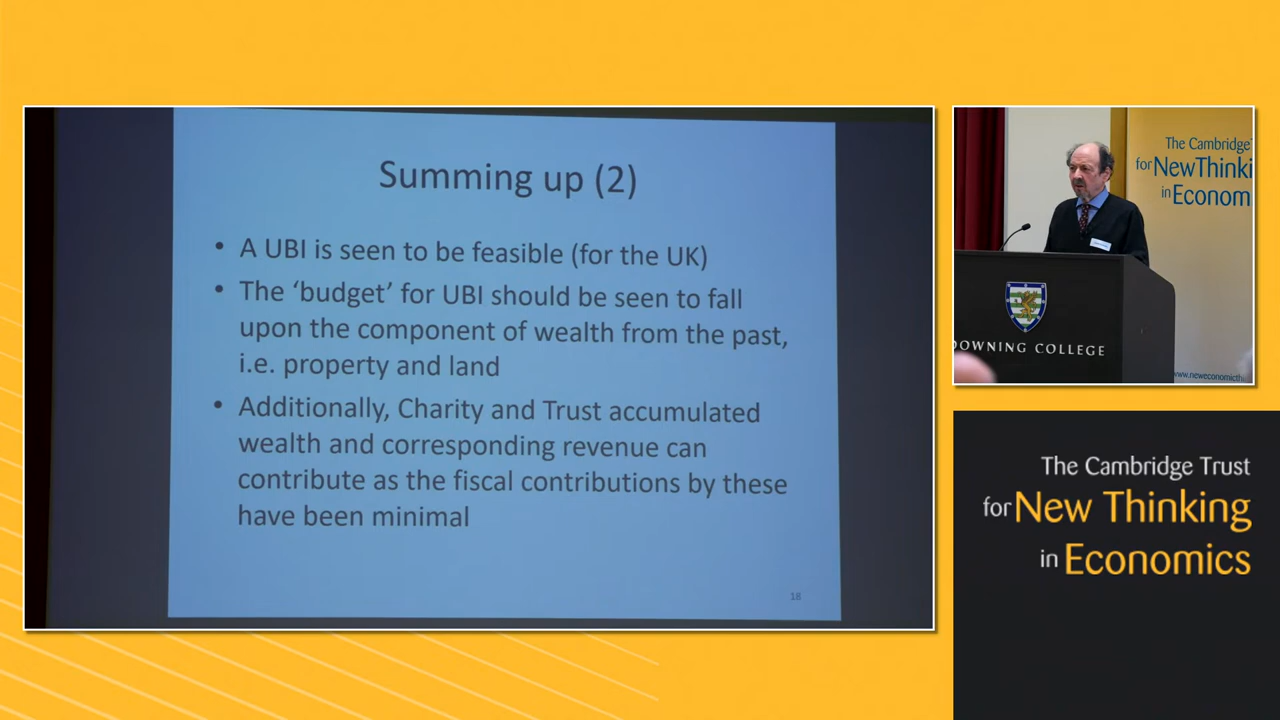 Summing up (2)
• A UBI is seen to be feasible (for the UK)
• The ‘budget’ for UBI should be seen to fall
upon the component of wealth from the past,
i.e. property and land
• Additionally, Charity and Trust accumulated
wealth and corresponding revenue can
contribute as the fiscal contributions by these
have been minimal
18
The Cambridge
for New Thinki
in Econom
DOWNING COLLEGE
www.neweconomicth
The Cambridge Trust
for New Thinking
in Economics